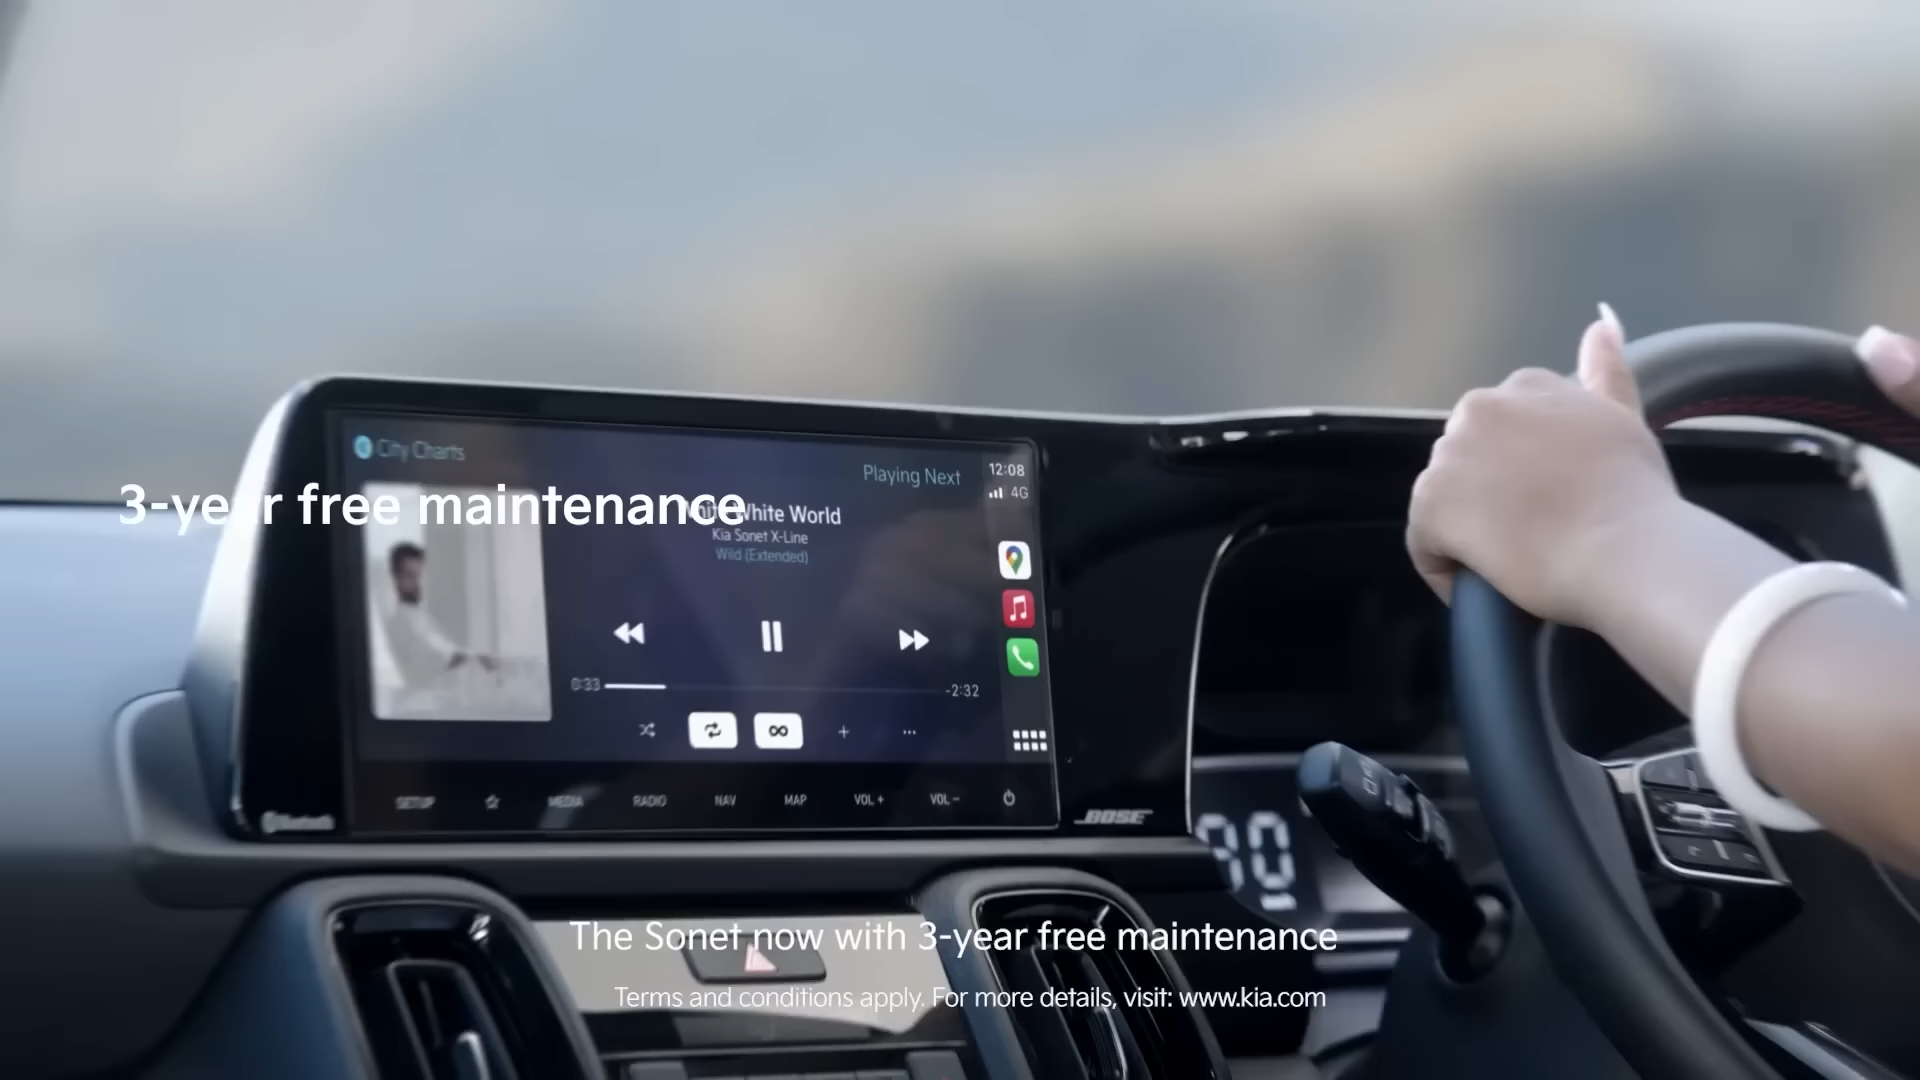 City Charts
Playing Next
12:08
4G
3-year free maintenance
White World
Kia Sonet X-Line
Wild (Extended)
0:33
-2:32
SETUP
MEDIA
RADIO
NAV
MAP
VOL +
VOL -
BOSE
90
The Sonet now with 3-year free maintenance
Terms and conditions apply. For more details, visit: www.kia.com